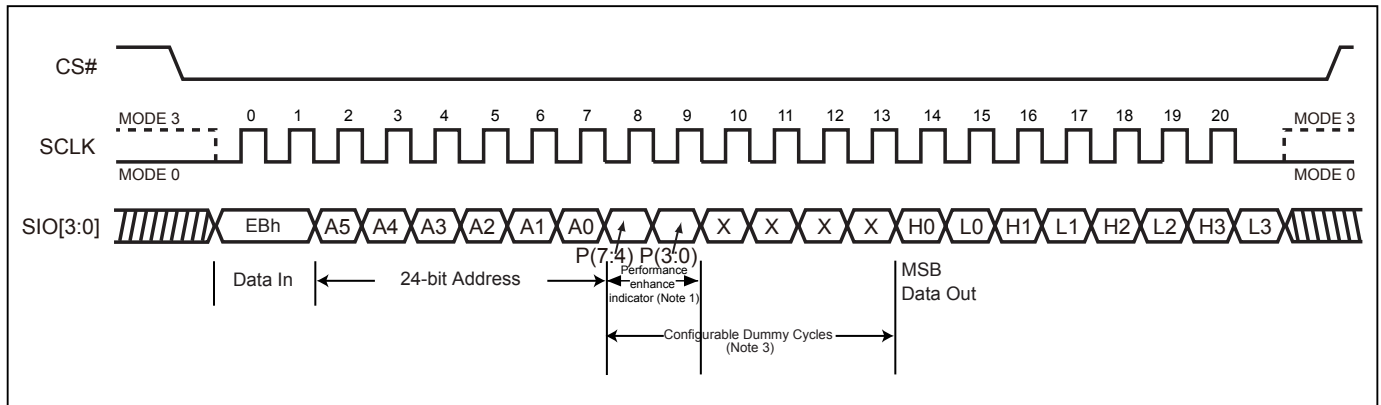 CS#
MODE 3
0 1 2 3 4 5 6 7 8 9 10 11 12 13 14 15 16 17 18 19 20
MODE 3
SCLK
MODE 0
MODE 0
SIO[3:0]
EBh A5 A4 A3 A2 A1 A0 X X X X H0 L0 H1 L1 H2 L2 H3 L3
P(7:4) P(3:0)
Data In
24-bit Address
Performance
enhance
indicator (Note 1)
MSB
Data Out
Configurable Dummy Cycles
(Note 3)